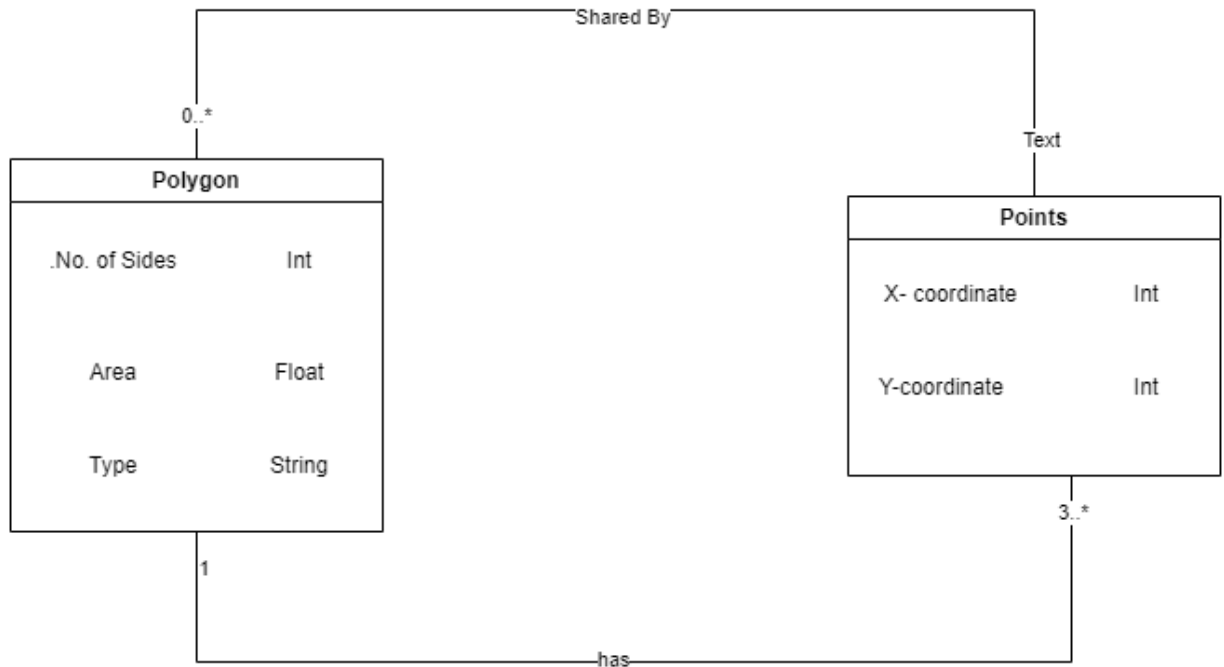 Shared By
0..*
Text
Polygon
Points
.No. of Sides Int
X- coordinate Int
Area Float
Y-coordinate Int
Type String
3..*
1
has